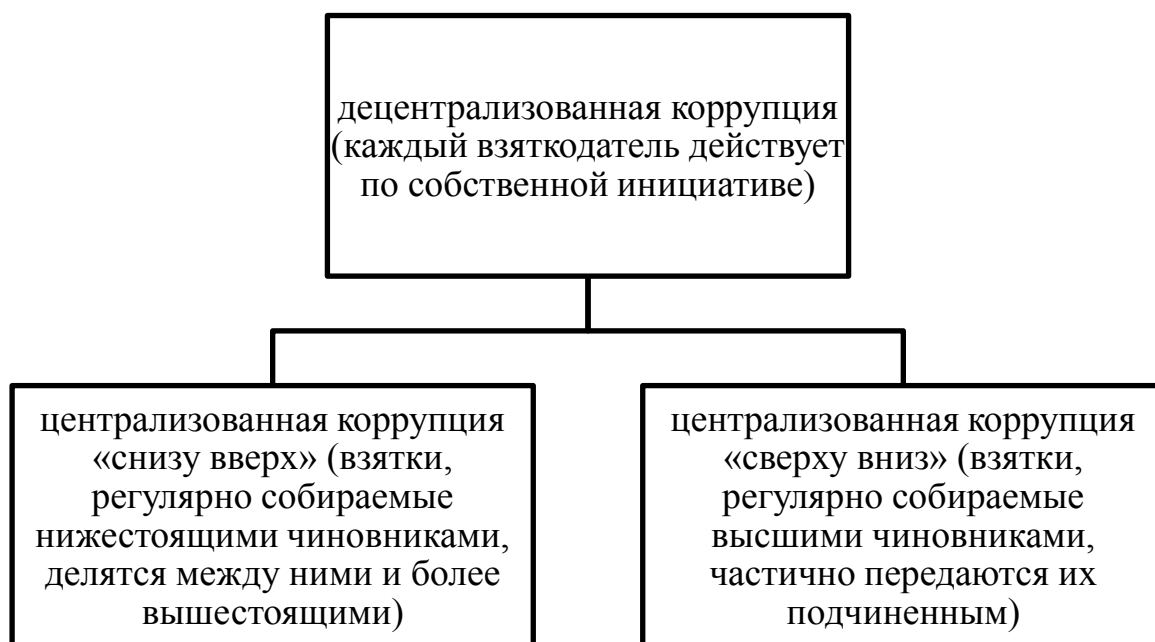 децентрализованная коррупция
(каждый взяткодатель действует
по собственной инициативе)
централизованная коррупция
«снизу вверх» (взятки,
регулярно собираемые
нижестоящими чиновниками,
делятся между ними и более
вышестоящими)
централизованная коррупция
«сверху вниз» (взятки,
регулярно собираемые
высшими чиновниками,
частично передаются их
подчиненным)